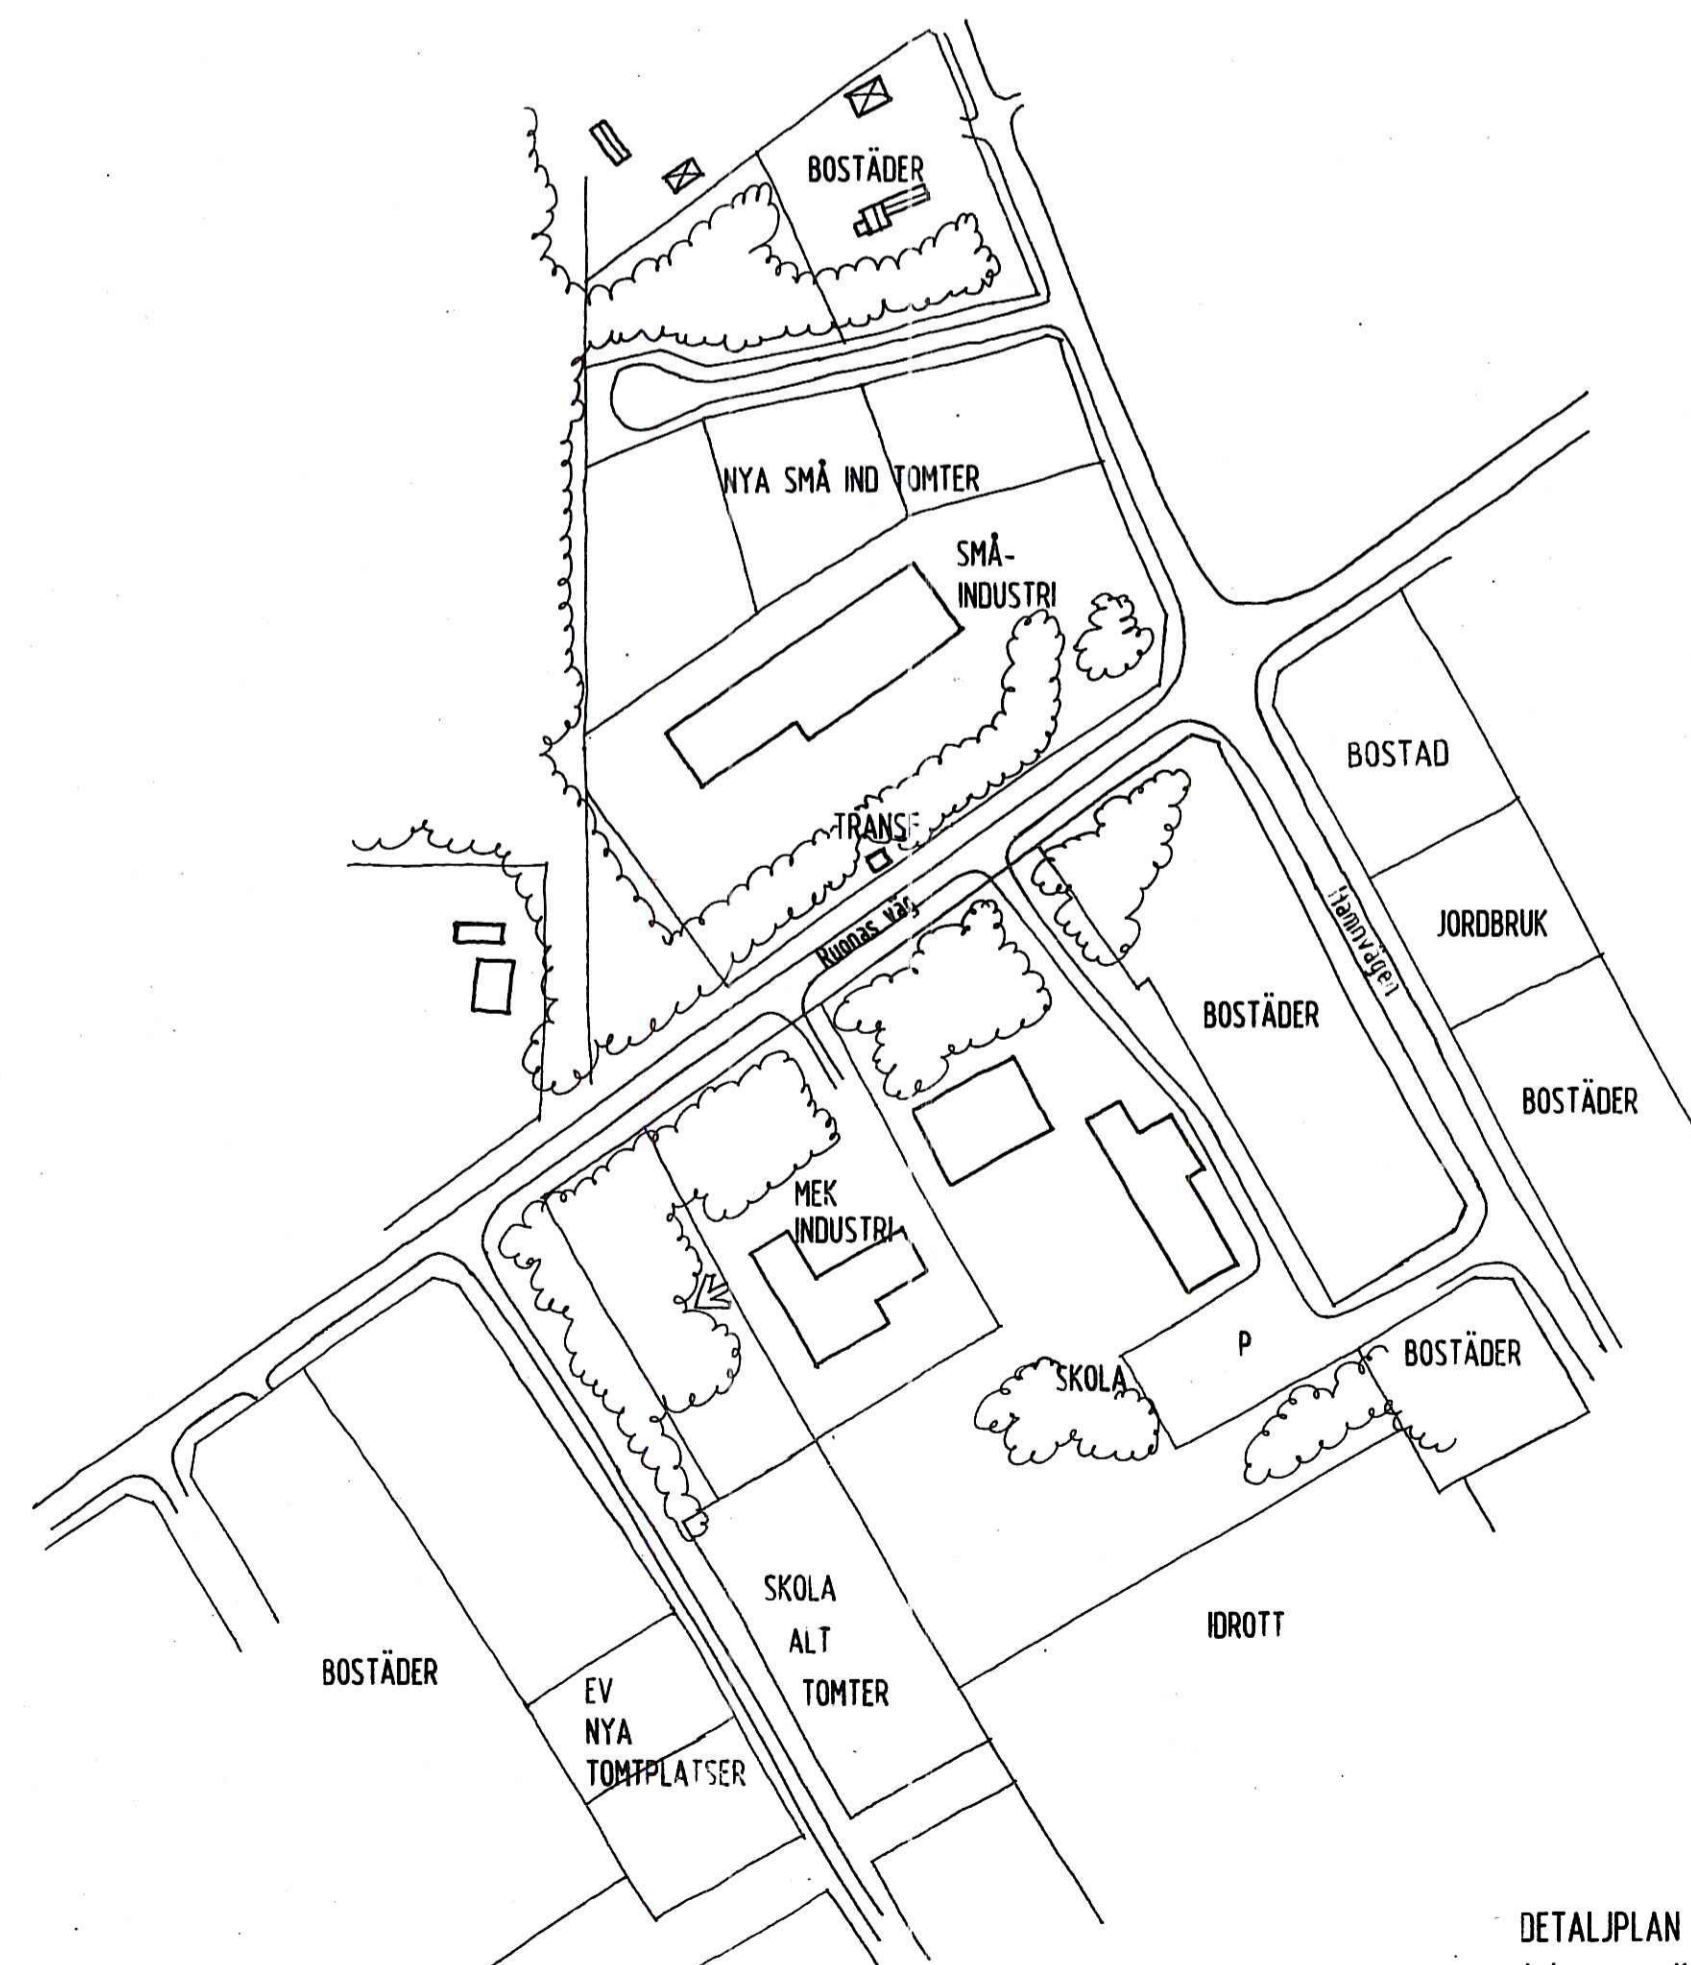 BOSTÄDER
NYA SMÅ IND TOMTER
SMÅ-
INDUSTRI
BOSTAD
TRANSF
Ruonas väg
Hamnvägen
JORDBRUK
BOSTÄDER
BOSTÄDER
MEK
INDUSTRI
P
BOSTÄDER
SKOLA
SKOLA
ALT
TOMTER
IDROTT
BOSTÄDER
EV
NYA
TOMTPLATSER
DETALJPLAN